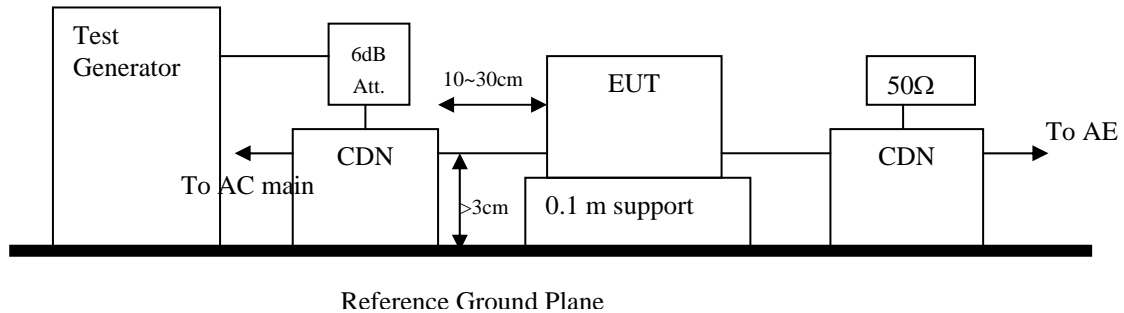 Test
Generator
6dB
Att.
10~30cm
EUT
50Ω
To AE
CDN
CDN
To AC main
>3cm
0.1 m support
Reference Ground Plane